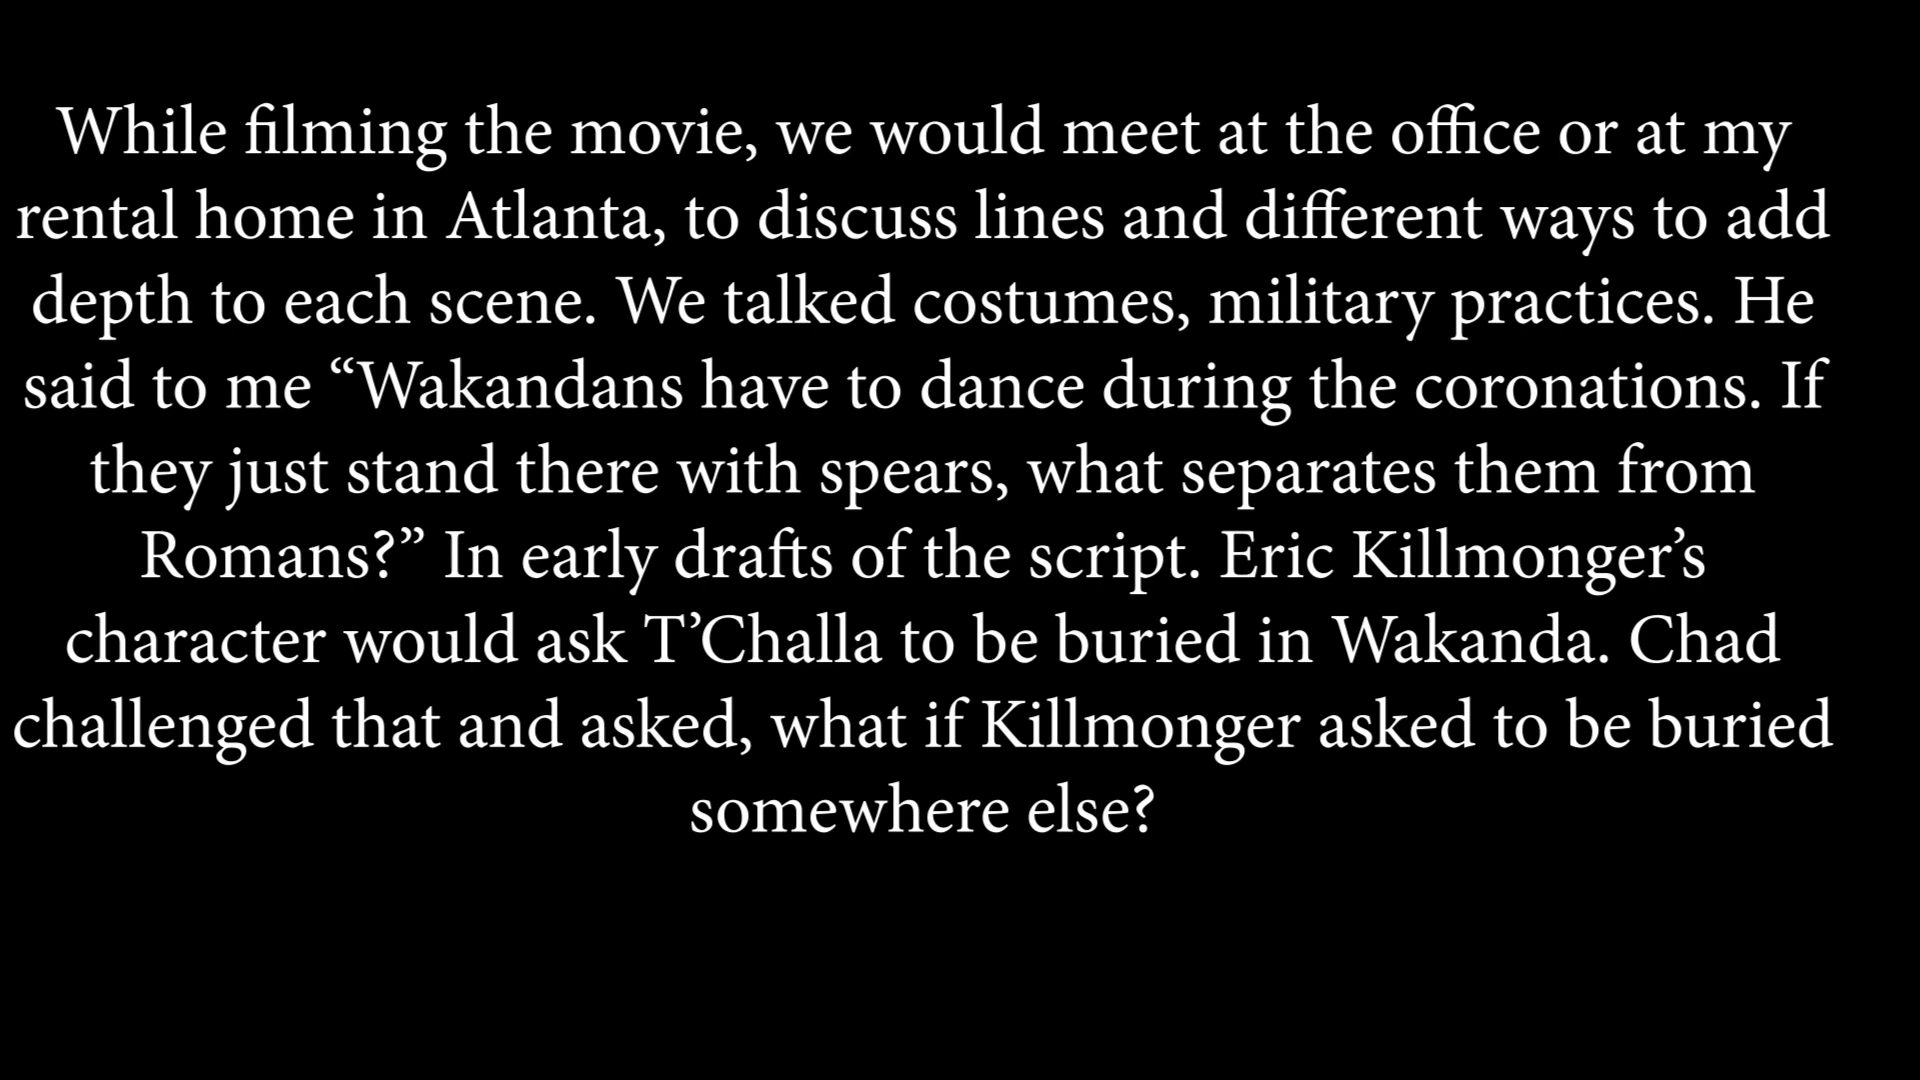 While filming the movie, we would meet at the office or at my
rental home in Atlanta, to discuss lines and different ways to add
depth to each scene. We talked costumes, military practices. He
said to me “Wakandans have to dance during the coronations. If
they just stand there with spears, what separates them from
Romans?” In early drafts of the script. Eric Killmonger’s
character would ask T’Challa to be buried in Wakanda. Chad
challenged that and asked, what if Killmonger asked to be buried
somewhere else?